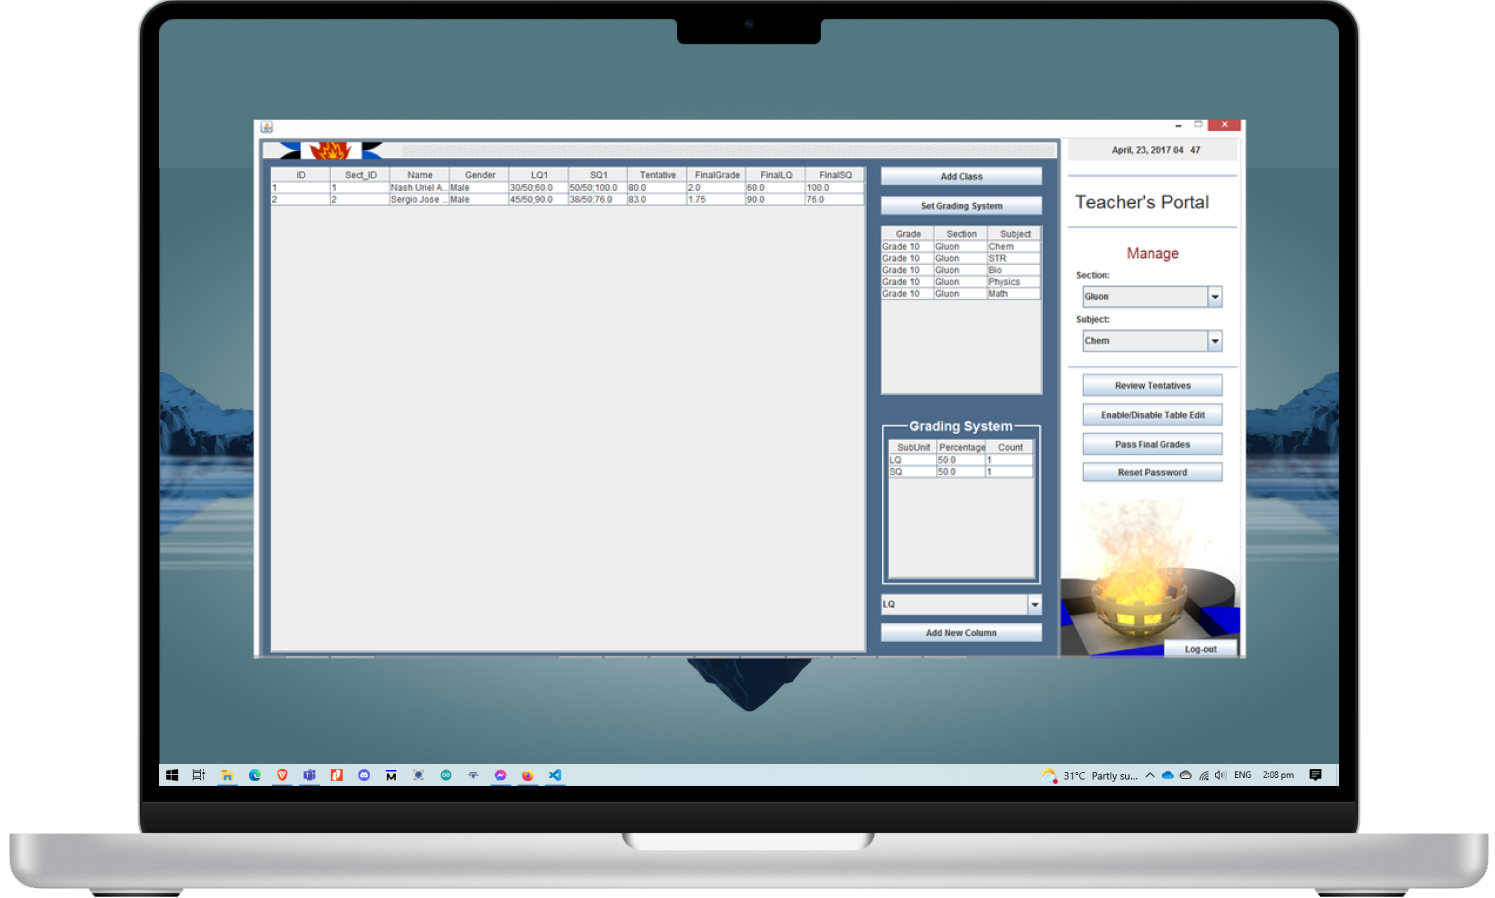 April, 23, 2017 04 47
ID Sect_ID Name Gender LQ1 SQ1 Tentative FinalGrade FinalLQ FinalSQ
1 1 Nash Uriel A... Male 30/50;60.0 50/50;100.0 80.0 2.0 60.0 100.0
2 2 Sergio Jose ... Male 45/50;90.0 38/50;76.0 83.0 1.75 90.0 76.0
Add Class
Set Grading System
Grade Section Subject
Grade 10 Gluon Chem
Grade 10 Gluon STR
Grade 10 Gluon Bio
Grade 10 Gluon Physics
Grade 10 Gluon Math
Grading System
SubUnit Percentage Count
LQ 50.0 1
SQ 50.0 1
LQ
Add New Column
Teacher's Portal
Manage
Section:
Gluon
Subject:
Chem
Review Tentatives
Enable/Disable Table Edit
Pass Final Grades
Reset Password
Log-out
31°C Partly su... ENG 2:08 pm